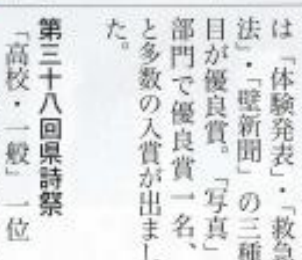 は「体験発表」・「救急
法」・「壁新聞」の三種
目が優良賞。「写真」
部門で優良賞一名、
と多数の入賞が出まし
た。
第三十八回県詩祭
「高校・一般」一位